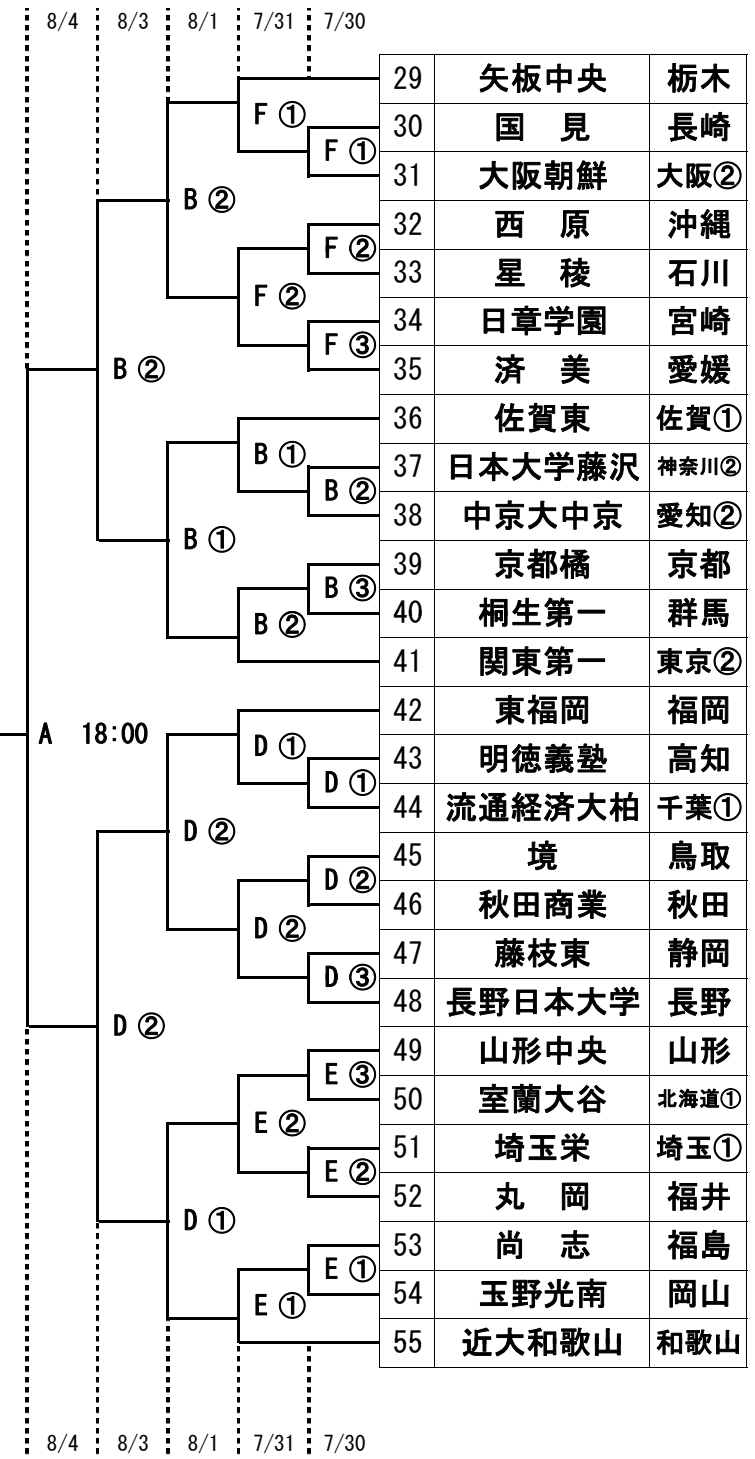 8/4 8/3 8/1 7/31 7/30
29 矢板中央 栃木
F ①
30 国 見 長崎
F ①
31 大阪朝鮮 大阪②
B ②
32 西 原 沖縄
F ②
33 星 稜 石川
F ②
34 日章学園 宮崎
F ③
35 済 美 愛媛
B ②
36 佐賀東 佐賀①
B ①
37 日本大学藤沢 神奈川②
B ②
38 中京大中京 愛知②
B ①
39 京都橘 京都
B ③
40 桐生第一 群馬
B ②
41 関東第一 東京②
42 東福岡 福岡
A 18:00
D ①
43 明徳義塾 高知
D ①
44 流通経済大柏 千葉①
D ②
45 境 鳥取
D ②
46 秋田商業 秋田
D ②
47 藤枝東 静岡
D ③
48 長野日本大学 長野
D ②
49 山形中央 山形
E ③
50 室蘭大谷 北海道①
E ②
51 埼玉栄 埼玉①
E ②
52 丸 岡 福井
D ①
53 尚 志 福島
E ①
54 玉野光南 岡山
E ①
55 近大和歌山 和歌山
8/4 8/3 8/1 7/31 7/30